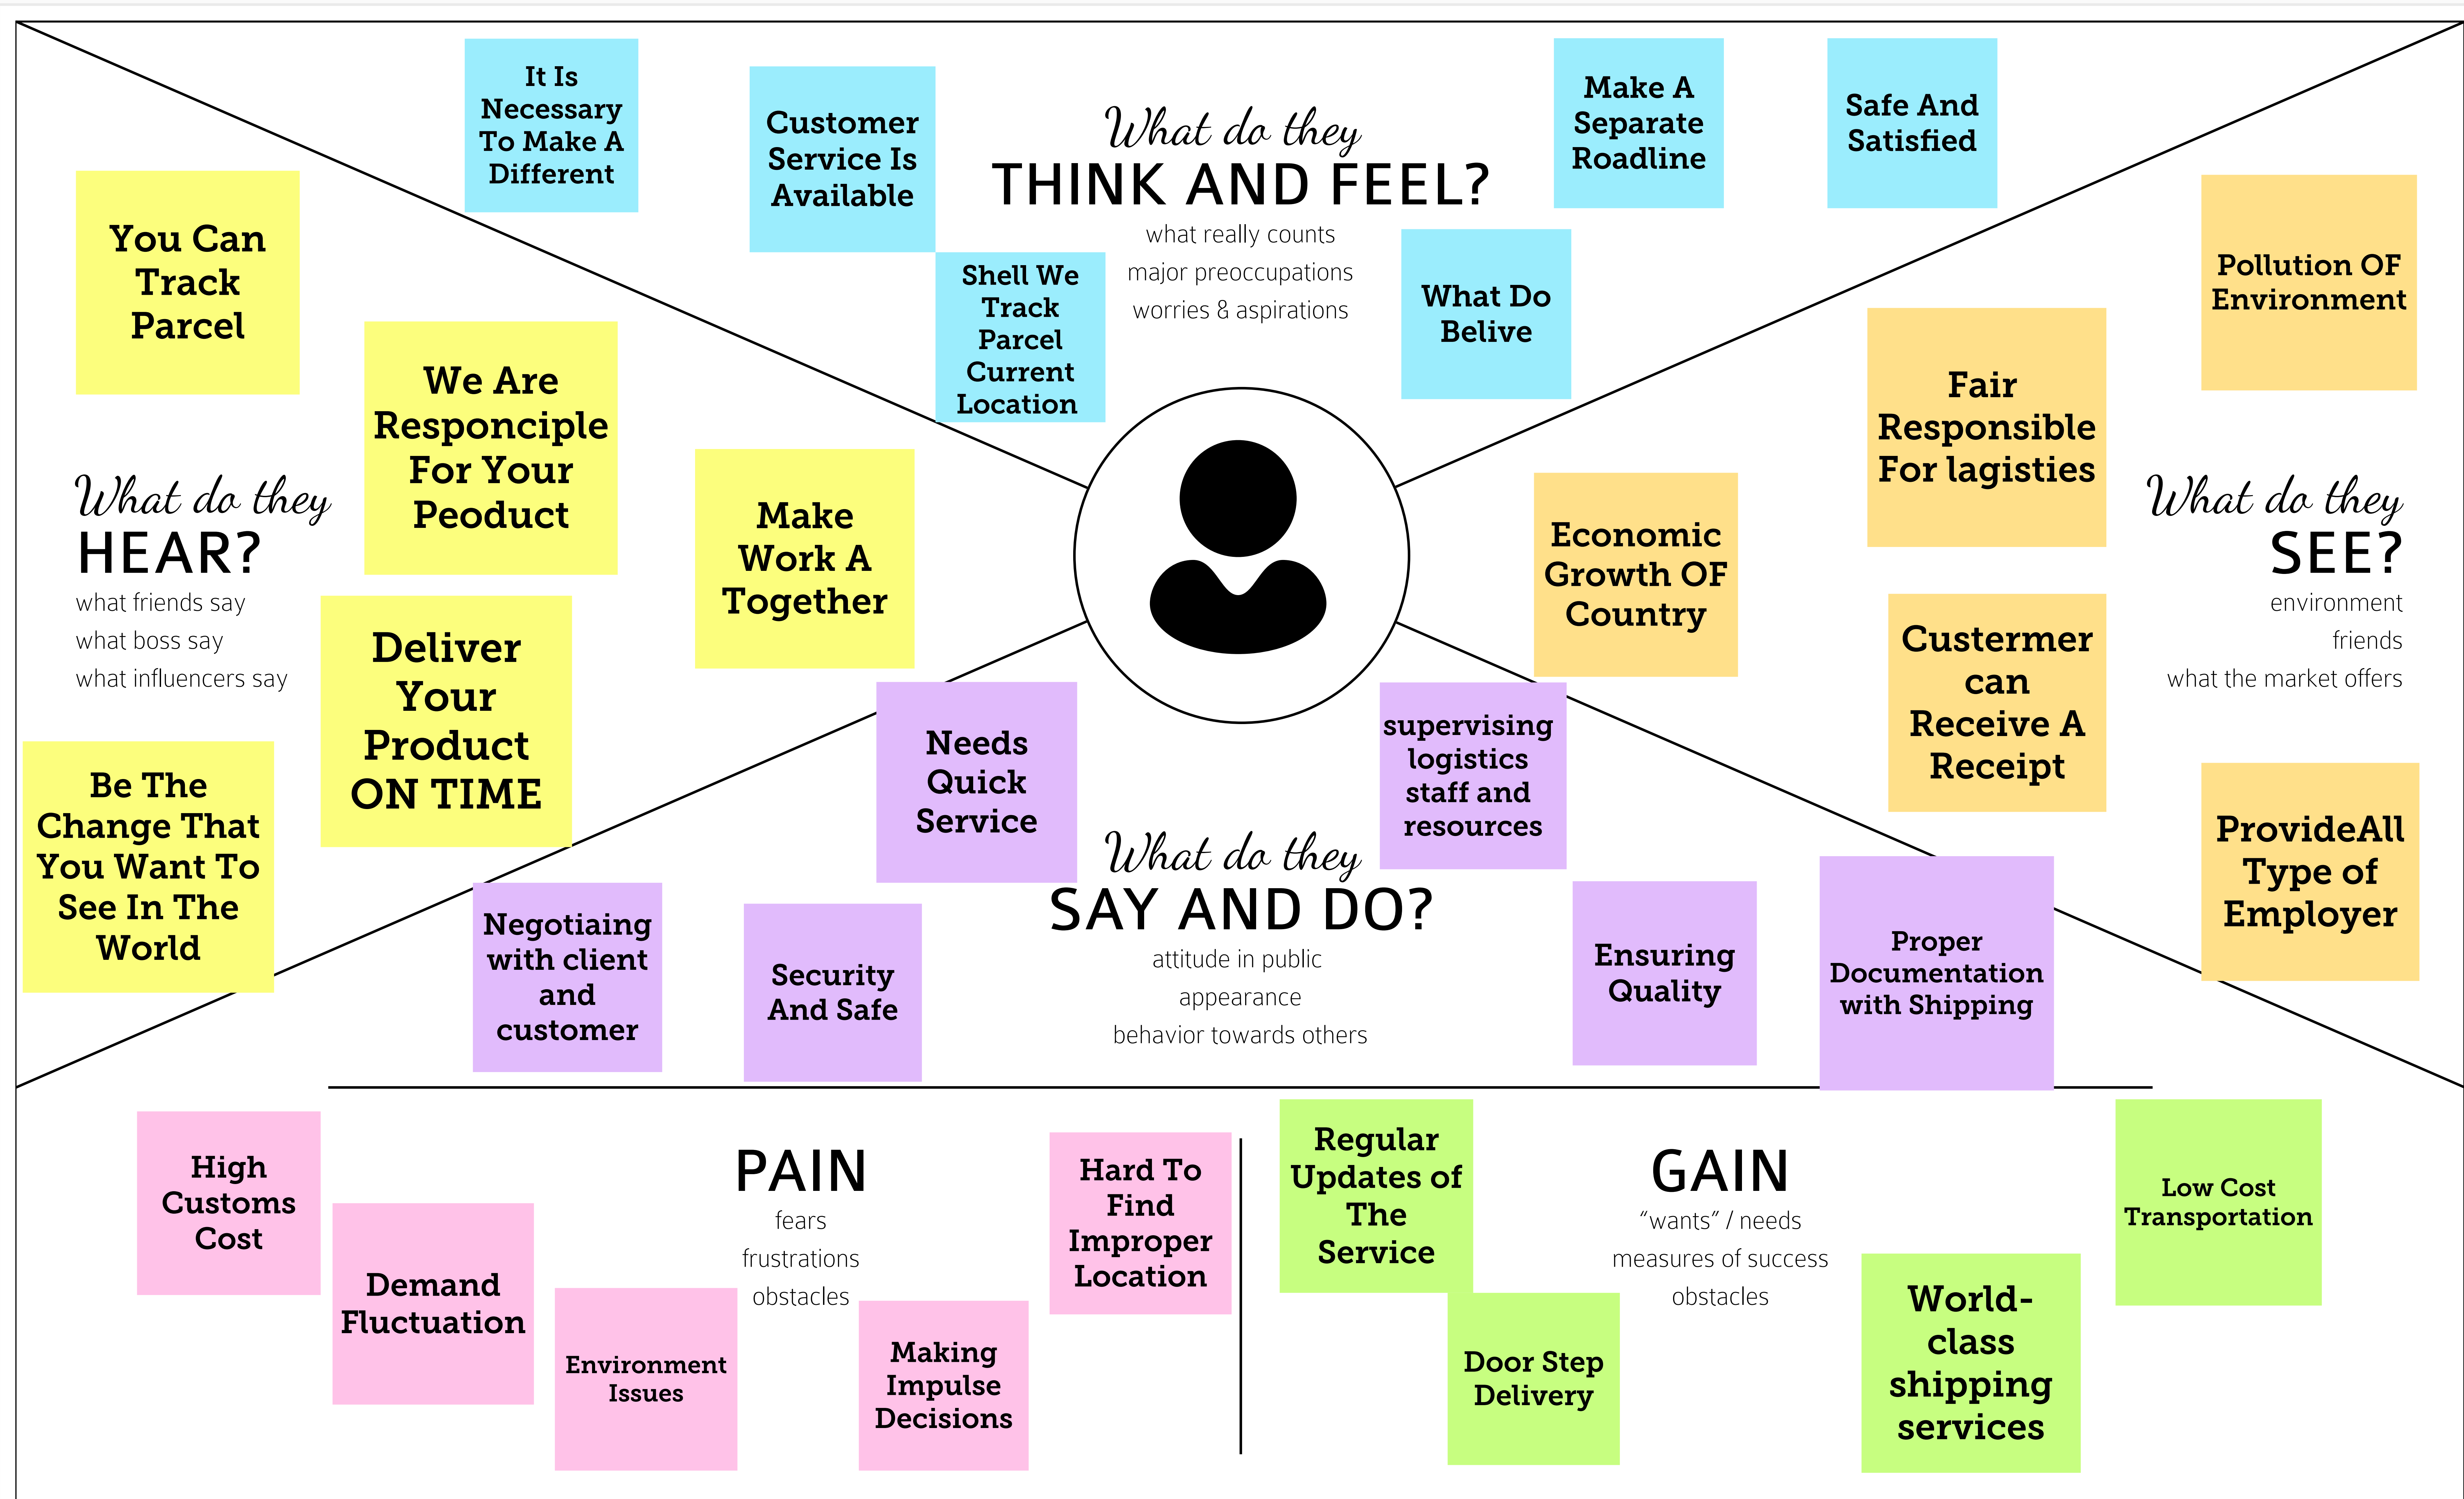 It Is
Necessary
To Make A
Different
Customer
Service Is
Available
Shell We
Track
Parcel
Current
Location
What do they
THINK AND FEEL?
what really counts
major preoccupations
worries & aspirations
Make A
Separate
Roadline
Safe And
Satisfied
What Do
Belive
You Can
Track
Parcel
We Are
Responciple
For Your
Peoduct
Make
Work A
Together
What do they
HEAR?
what friends say
what boss say
what influencers say
Deliver
Your
Product
ON TIME
Be The
Change That
You Want To
See In The
World
Pollution OF
Environment
Fair
Responsible
For lagisties
Economic
Growth OF
Country
What do they
SEE?
environment
friends
what the market offers
Custermer
can
Receive A
Receipt
ProvideAll
Type of
Employer
Needs
Quick
Service
supervising
logistics
staff and
resources
What do they
SAY AND DO?
attitude in public
appearance
behavior towards others
Negotiaing
with client
and
customer
Security
And Safe
Ensuring
Quality
Proper
Documentation
with Shipping
High
Customs
Cost
Demand
Fluctuation
Environment
Issues
PAIN
fears
frustrations
obstacles
Making
Impulse
Decisions
Hard To
Find
Improper
Location
Regular
Updates of
The
Service
Door Step
Delivery
GAIN
“wants” / needs
measures of success
obstacles
World-
class
shipping
services
Low Cost
Transportation